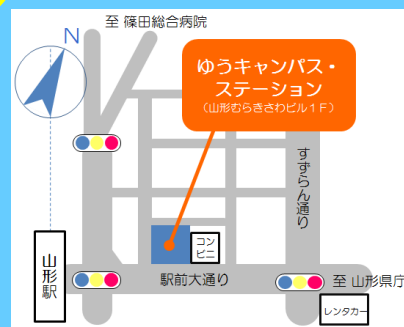 至 篠田総合病院
N
ゆうキャンパス・
ステーション
（山形むらきさわビル１Ｆ）
すずらん通り
コン
ビニ
山形駅
駅前大通り
至 山形県庁
レンタカー